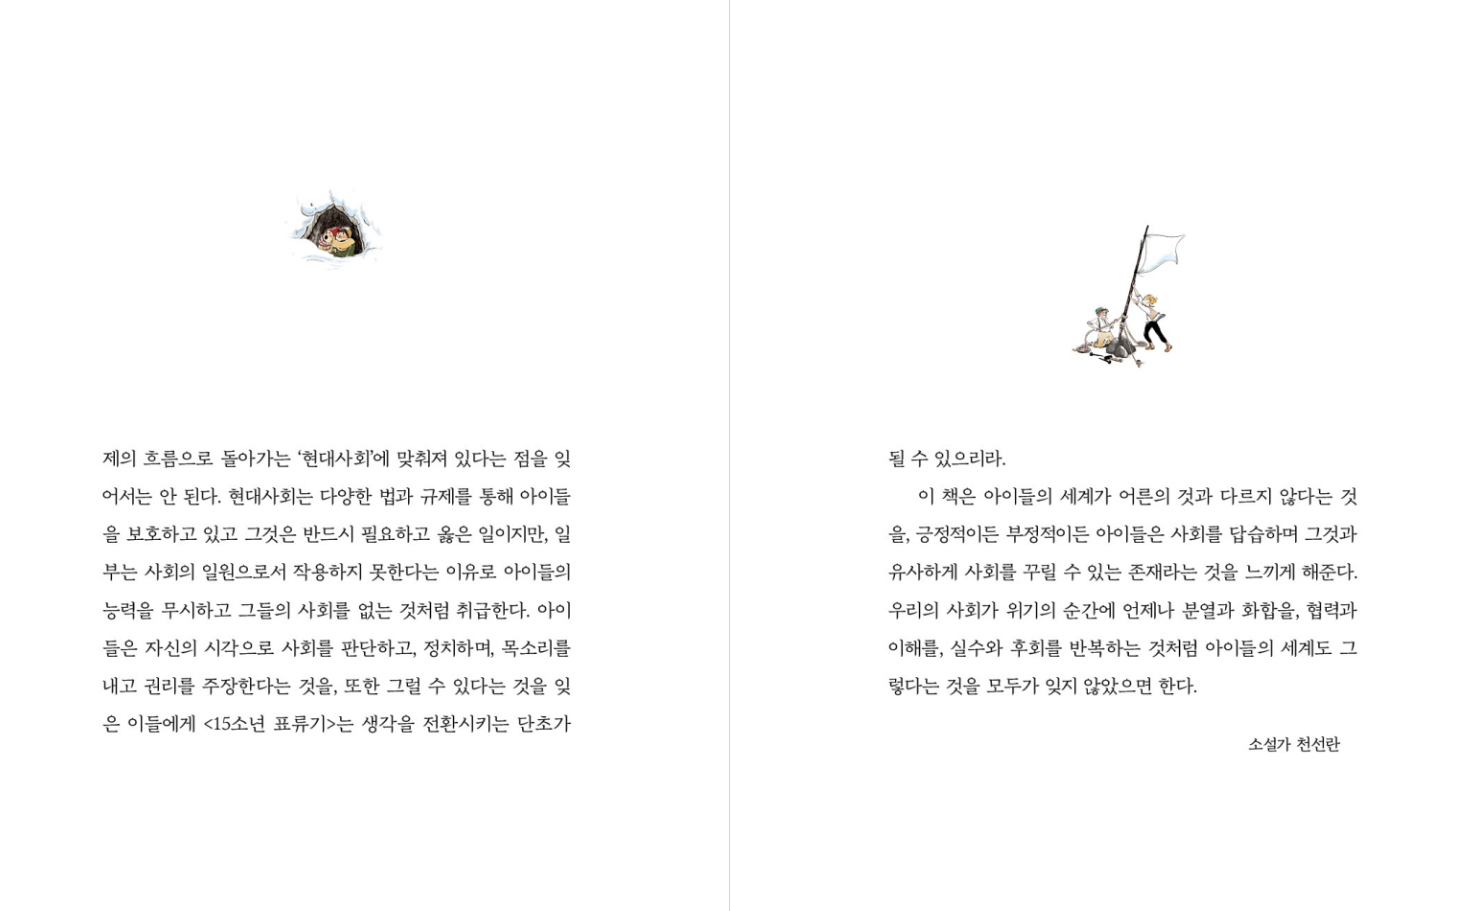 제의 흐름으로 돌아가는 ‘현대사회’에 맞춰져 있다는 점을 잊
어서는 안 된다. 현대사회는 다양한 법과 규제를 통해 아이들
을 보호하고 있고 그것은 반드시 필요하고 옳은 일이지만, 일
부는 사회의 일원으로서 작용하지 못한다는 이유로 아이들의
능력을 무시하고 그들의 사회를 없는 것처럼 취급한다. 아이
들은 자신의 시각으로 사회를 판단하고, 정치하며, 목소리를
내고 권리를 주장한다는 것을, 또한 그럴 수 있다는 것을 잊
은 이들에게 <15소년 표류기>는 생각을 전환시키는 단초가
될 수 있으리라.
이 책은 아이들의 세계가 어른의 것과 다르지 않다는 것
을, 긍정적이든 부정적이든 아이들은 사회를 답습하며 그것과
유사하게 사회를 꾸릴 수 있는 존재라는 것을 느끼게 해준다.
우리의 사회가 위기의 순간에 언제나 분열과 화합을, 협력과
이해를, 실수와 후회를 반복하는 것처럼 아이들의 세계도 그
렇다는 것을 모두가 잊지 않았으면 한다.
소설가 천선란